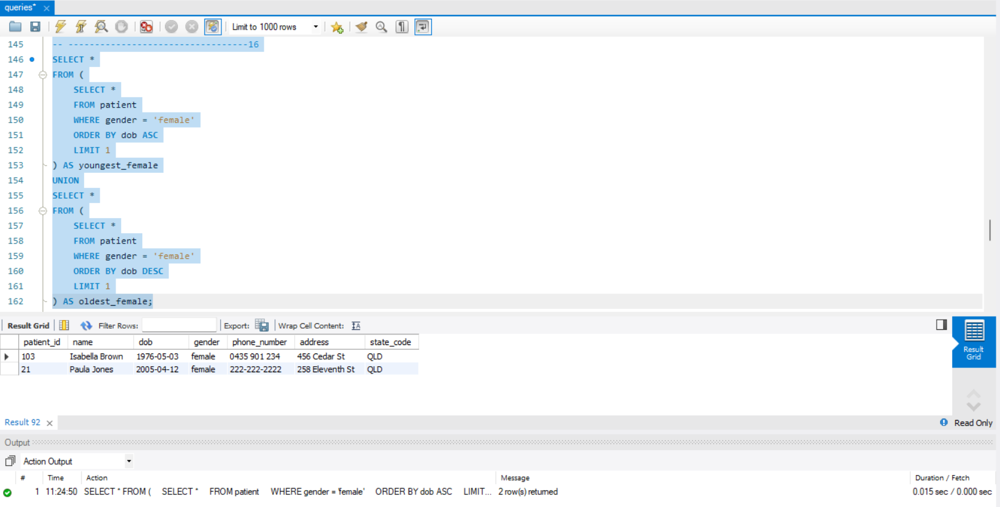 queries*
Limit to 1000 rows
145 -- ----------------------------------16
146 SELECT *
147 FROM (
148 SELECT *
149 FROM patient
150 WHERE gender = 'female'
151 ORDER BY dob ASC
152 LIMIT 1
153 ) AS youngest_female
154 UNION
155 SELECT *
156 FROM (
157 SELECT *
158 FROM patient
159 WHERE gender = 'female'
160 ORDER BY dob DESC
161 LIMIT 1
162 ) AS oldest_female;
Result Grid Filter Rows: Export: Wrap Cell Content:
patient_id name dob gender phone_number address state_code
103 Isabella Brown 1976-05-03 female 0435 901 234 456 Cedar St QLD
21 Paula Jones 2005-04-12 female 222-222-2222 258 Eleventh St QLD
Result
Grid
Result 92
Read Only
Output
Action Output
# Time Action Message Duration / Fetch
1 11:24:50 SELECT * FROM ( SELECT * FROM patient WHERE gender = 'female' ORDER BY dob ASC LIMIT... 2 row(s) returned 0.015 sec / 0.000 sec